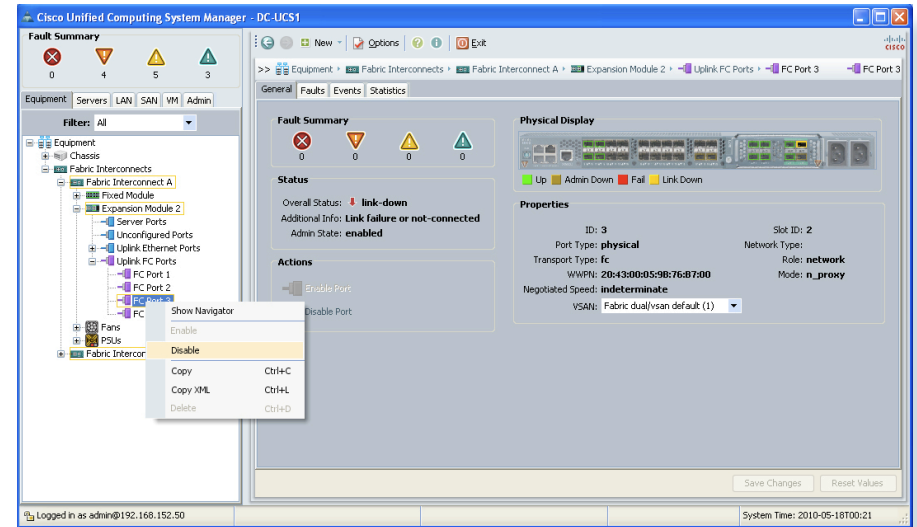 Cisco Unified Computing System Manager - DC-UCS1
Fault Summary
0 4 5 3
Equipment Servers LAN SAN VM Admin
Filter: All
Equipment
Chassis
Fabric Interconnects
Fabric Interconnect A
Fixed Module
Expansion Module 2
Server Ports
Unconfigured Ports
Uplink Ethernet Ports
Uplink FC Ports
FC Port 1
FC Port 2
FC Port 3
FC
Fans
PSUs
Fabric Intercor
Show Navigator
Enable
Disable
Copy Ctrl+C
Copy XML Ctrl+L
Delete Ctrl+D
New Options ? i Exit
cisco
>> Equipment Fabric Interconnects Fabric Interconnect A Expansion Module 2 Uplink FC Ports FC Port 3 FC Port 3
General Faults Events Statistics
Fault Summary
0 0 0 0
Status
Overall Status: link-down
Additional Info: Link failure or not-connected
Admin State: enabled
Actions
Enable Port
Disable Port
Physical Display
Up Admin Down Fail Link Down
Properties
ID: 3 Slot ID: 2
Port Type: physical Network Type:
Transport Type: fc Role: network
WWPN: 20:43:00:05:9B:76:B7:00 Mode: n_proxy
Negotiated Speed: indeterminate
VSAN: Fabric dual/vsan default (1)
Save Changes Reset Values
Logged in as admin@192.168.152.50 System Time: 2010-05-18T00:21